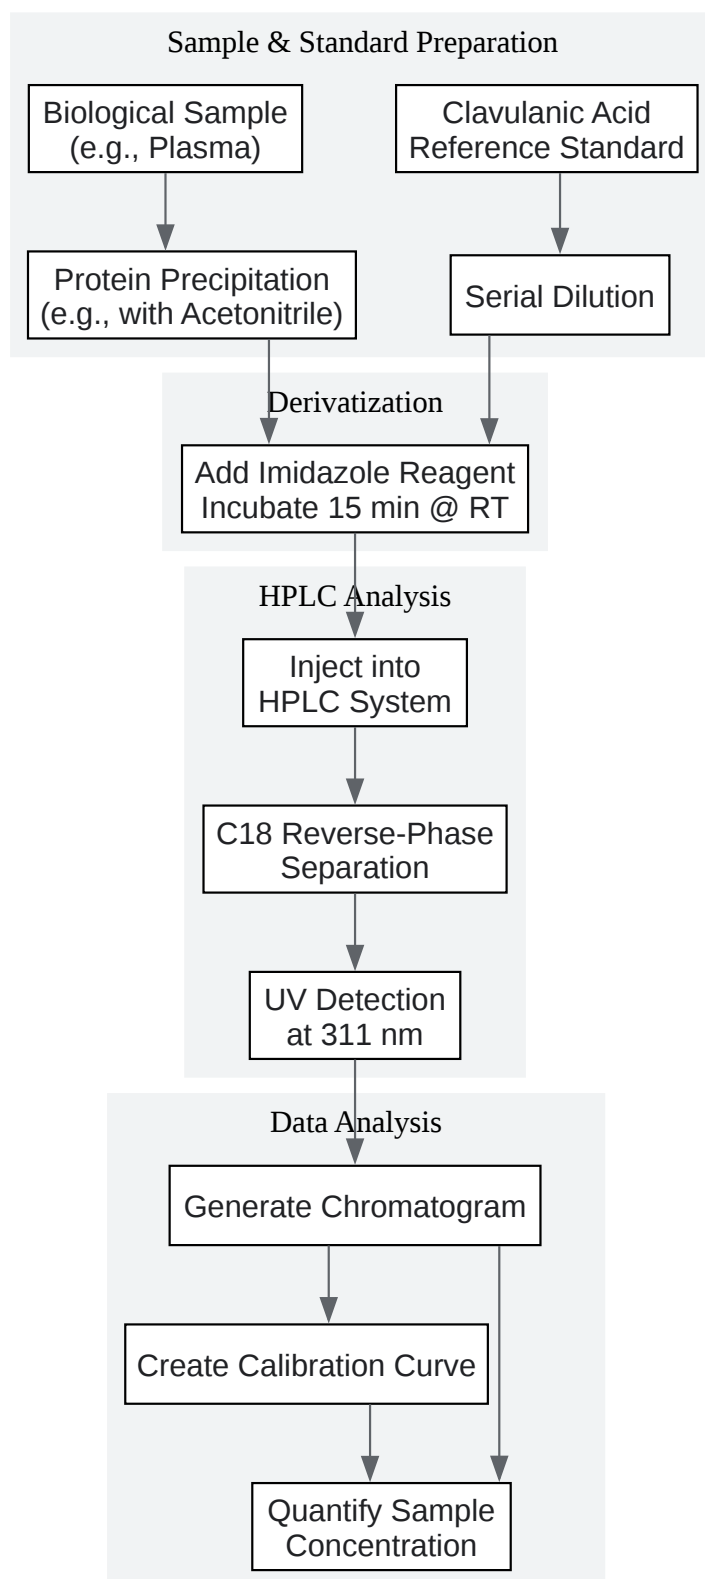 Sample & Standard Preparation
Biological Sample
(e.g., Plasma)
Clavulanic Acid
Reference Standard
Protein Precipitation
(e.g., with Acetonitrile)
Serial Dilution
Derivatization
Add Imidazole Reagent
Incubate 15 min @ RT
HPLC Analysis
Inject into
HPLC System
C18 Reverse-Phase
Separation
UV Detection
at 311 nm
Data Analysis
Generate Chromatogram
Create Calibration Curve
Quantify Sample
Concentration